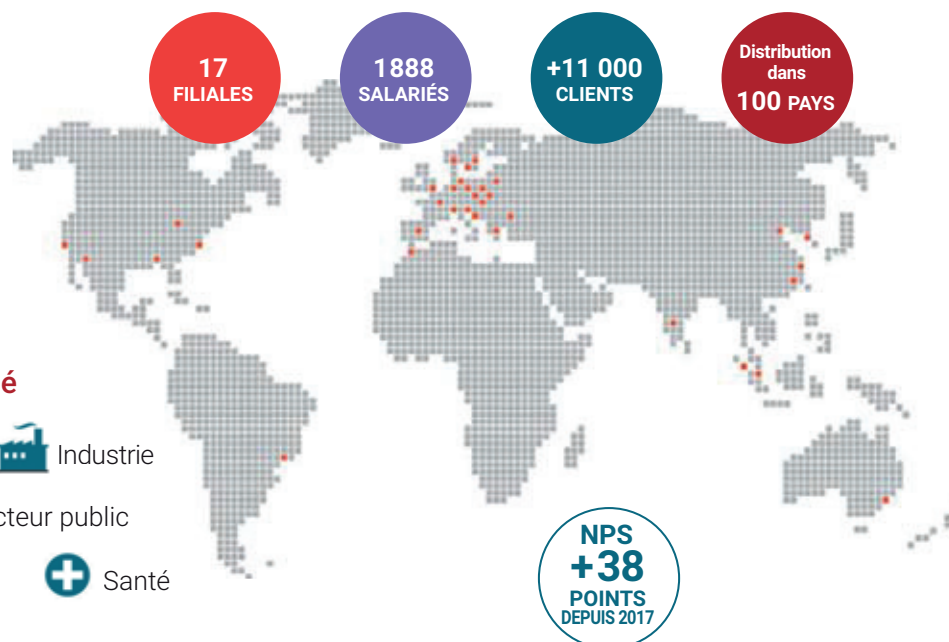 17
FILIALES
1888
SALARIÉS
+11 000
CLIENTS
Distribution
dans
100 PAYS
é
Industrie
cteur public
Santé
NPS
+38
POINTS
DEPUIS 2017